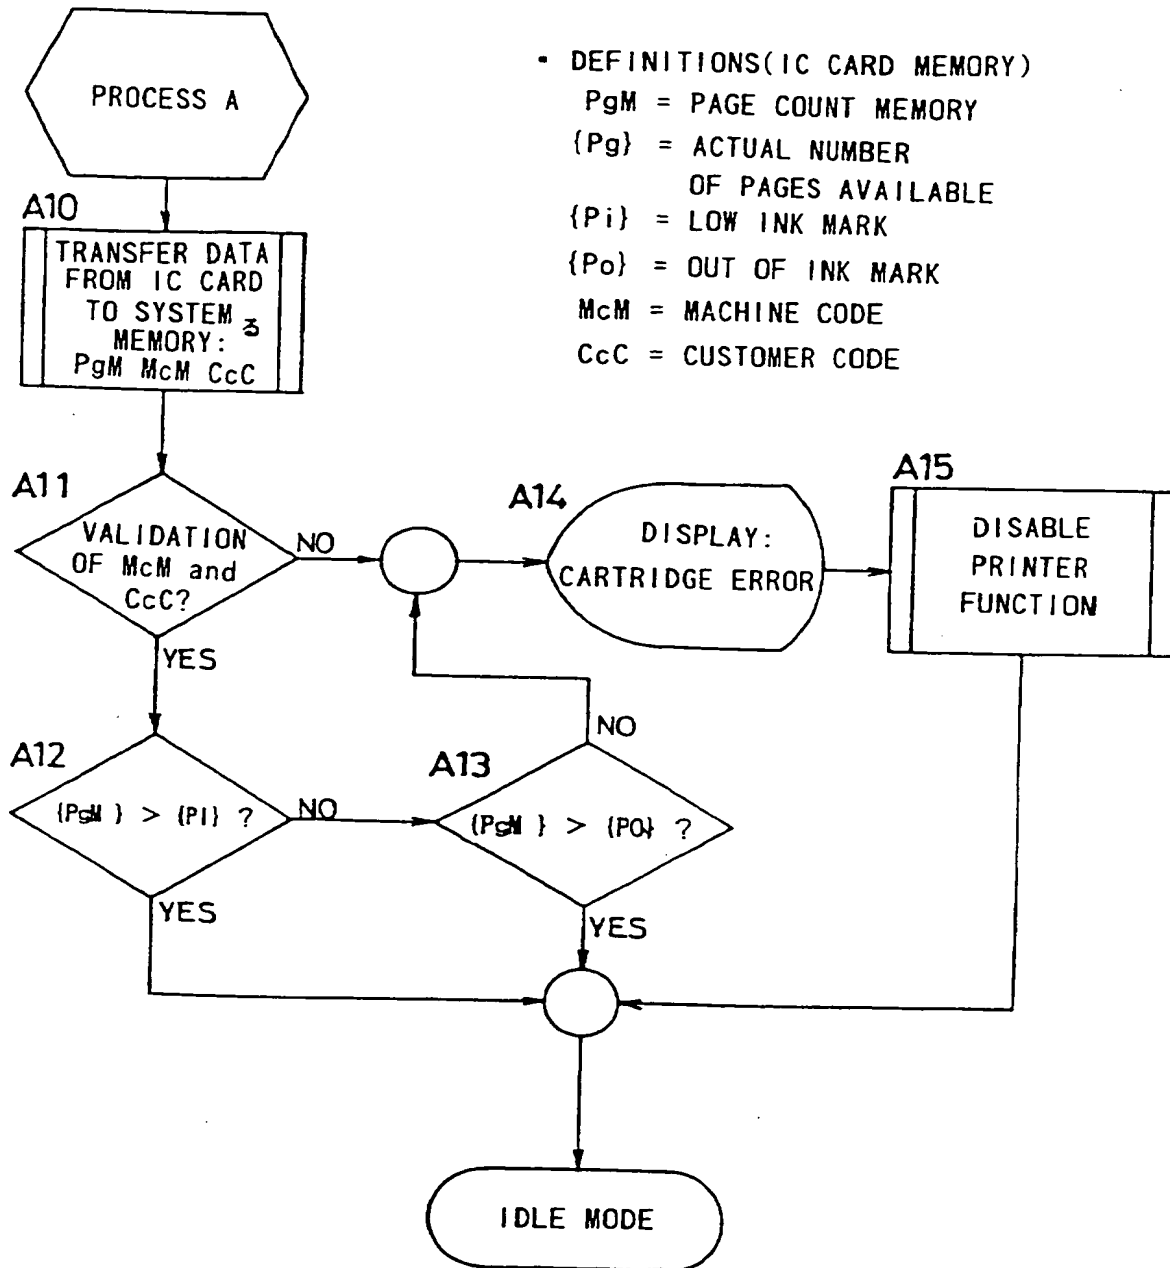 PROCESS A
- DEFINITIONS(IC CARD MEMORY)
PgM = PAGE COUNT MEMORY
{Pg} = ACTUAL NUMBER
OF PAGES AVAILABLE
{Pi} = LOW INK MARK
{Po} = OUT OF INK MARK
McM = MACHINE CODE
CcC = CUSTOMER CODE
A10
TRANSFER DATA
FROM IC CARD
TO SYSTEM
MEMORY:
PgM McM CcC
A11
VALIDATION
OF McM and
CcC?
NO
YES
A14
DISPLAY:
CARTRIDGE ERROR
A15
DISABLE
PRINTER
FUNCTION
A12
{PgM } > {PI} ?
NO
YES
A13
{PgM } > {PO} ?
NO
YES
IDLE MODE